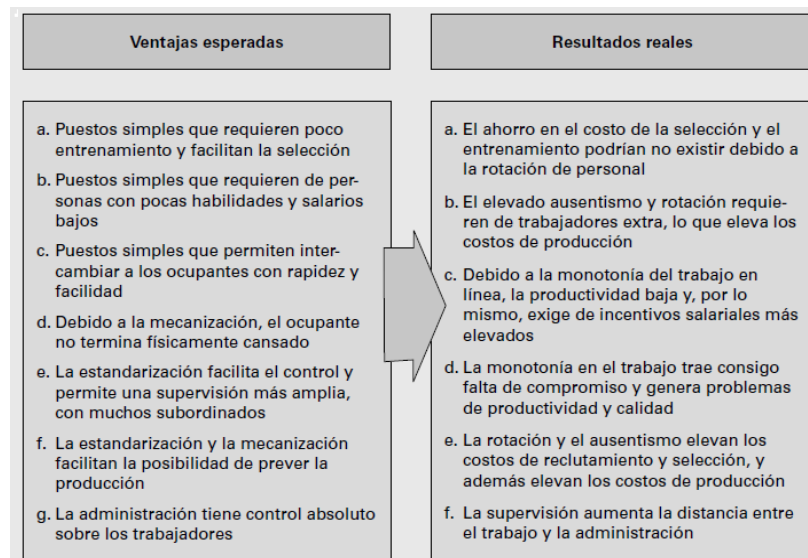 Ventajas esperadas
a. Puestos simples que requieren poco
entrenamiento y facilitan la selección
b. Puestos simples que requieren de per-
sonas con pocas habilidades y salarios
bajos
c. Puestos simples que permiten inter-
cambiar a los ocupantes con rapidez y
facilidad
d. Debido a la mecanización, el ocupante
no termina físicamente cansado
e. La estandarización facilita el control y
permite una supervisión más amplia,
con muchos subordinados
f. La estandarización y la mecanización
facilitan la posibilidad de prever la
producción
g. La administración tiene control absoluto
sobre los trabajadores
Resultados reales
a. El ahorro en el costo de la selección y el
entrenamiento podrían no existir debido a
la rotación de personal
b. El elevado ausentismo y rotación requie-
ren de trabajadores extra, lo que eleva los
costos de producción
c. Debido a la monotonía del trabajo en
línea, la productividad baja y, por lo
mismo, exige de incentivos salariales más
elevados
d. La monotonía en el trabajo trae consigo
falta de compromiso y genera problemas
de productividad y calidad
e. La rotación y el ausentismo elevan los
costos de reclutamiento y selección, y
además elevan los costos de producción
f. La supervisión aumenta la distancia entre
el trabajo y la administración